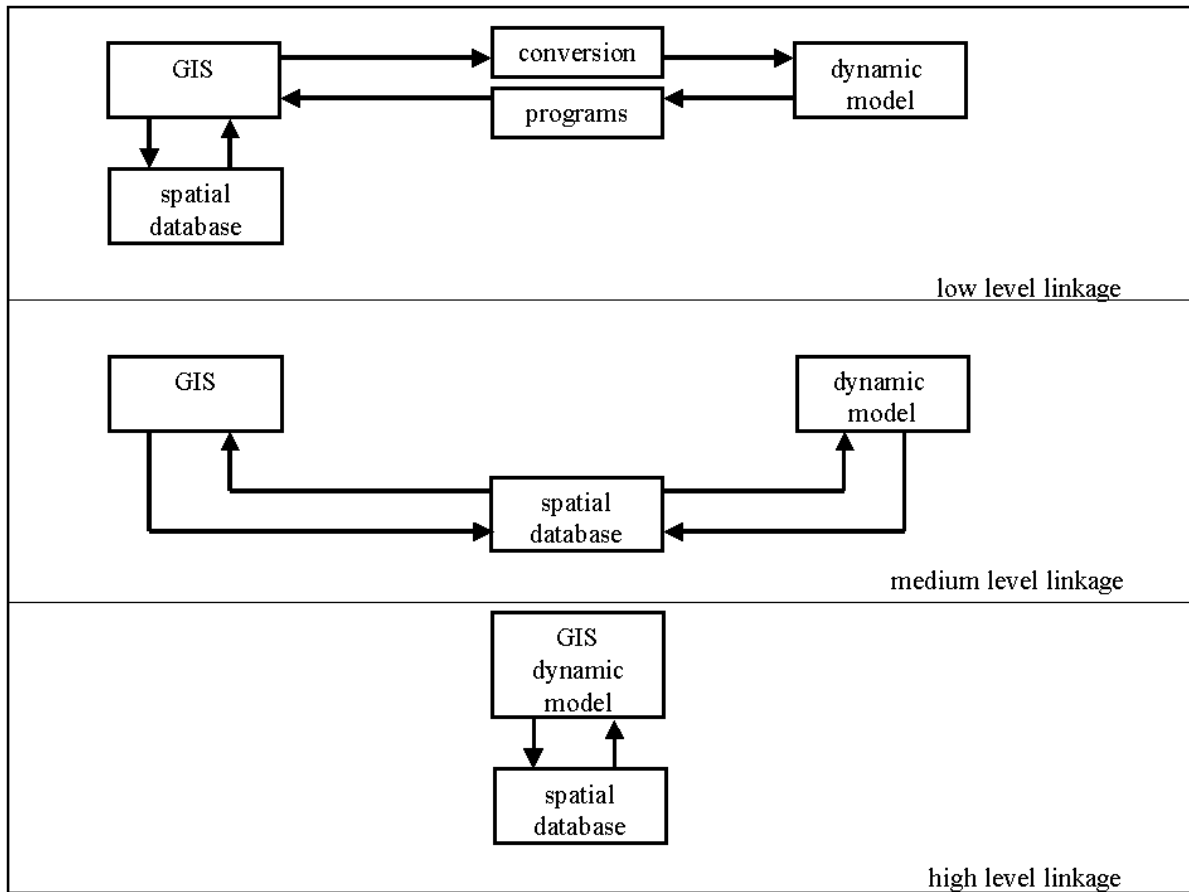 GIS
conversion
programs
dynamic
model
spatial
database
low level linkage
GIS
dynamic
model
spatial
database
medium level linkage
GIS
dynamic
model
spatial
database
high level linkage